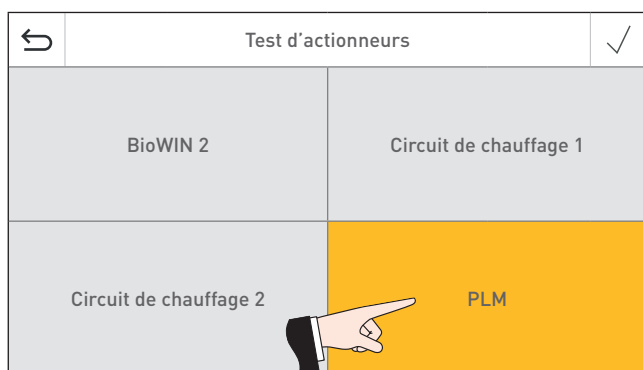 Test d’actionneurs
BioWIN 2
Circuit de chauffage 1
Circuit de chauffage 2
PLM